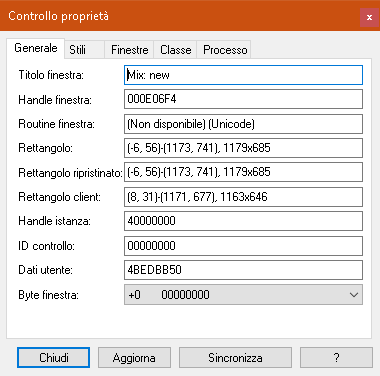 Controllo proprietà
x
Generale Stili Finestre Classe Processo
Titolo finestra: Mix: new
Handle finestra: 000E06F4
Routine finestra: (Non disponibile) (Unicode)
Rettangolo: (-6, 56)-(1173, 741), 1179x685
Rettangolo ripristinato: (-6, 56)-(1173, 741), 1179x685
Rettangolo client: (8, 31)-(1171, 677), 1163x646
Handle istanza: 40000000
ID controllo: 00000000
Dati utente: 4BEDBB50
Byte finestra: +0 00000000
Chiudi Aggiorna Sincronizza ?